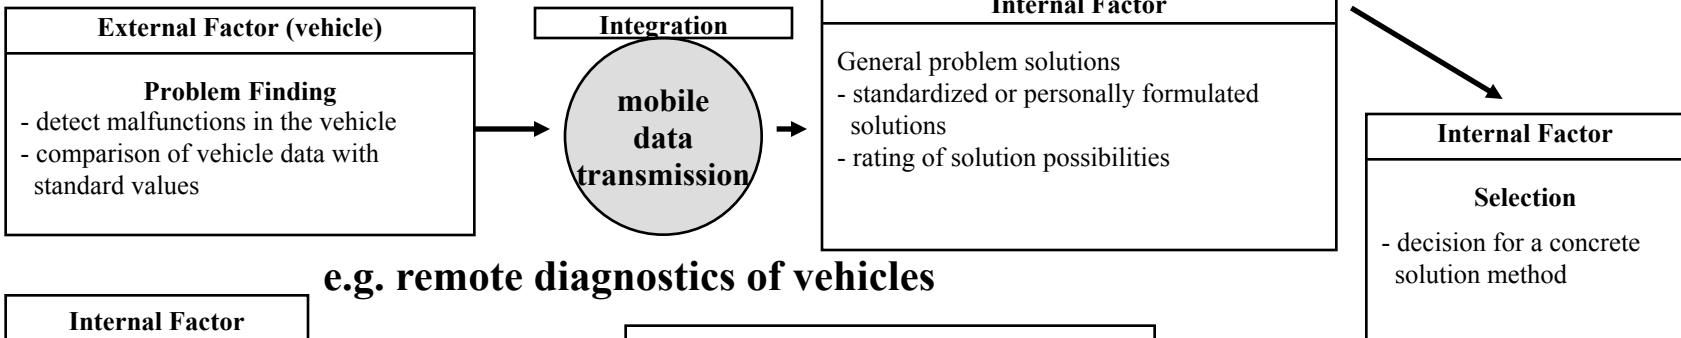 External Factor (vehicle)
Problem Finding
- detect malfunctions in the vehicle
- comparison of vehicle data with
standard values
Integration
mobile
data
transmission
Internal Factor
General problem solutions
- standardized or personally formulated
solutions
- rating of solution possibilities
Internal Factor
Selection
- decision for a concrete
solution method
e.g. remote diagnostics of vehicles
Internal Factor